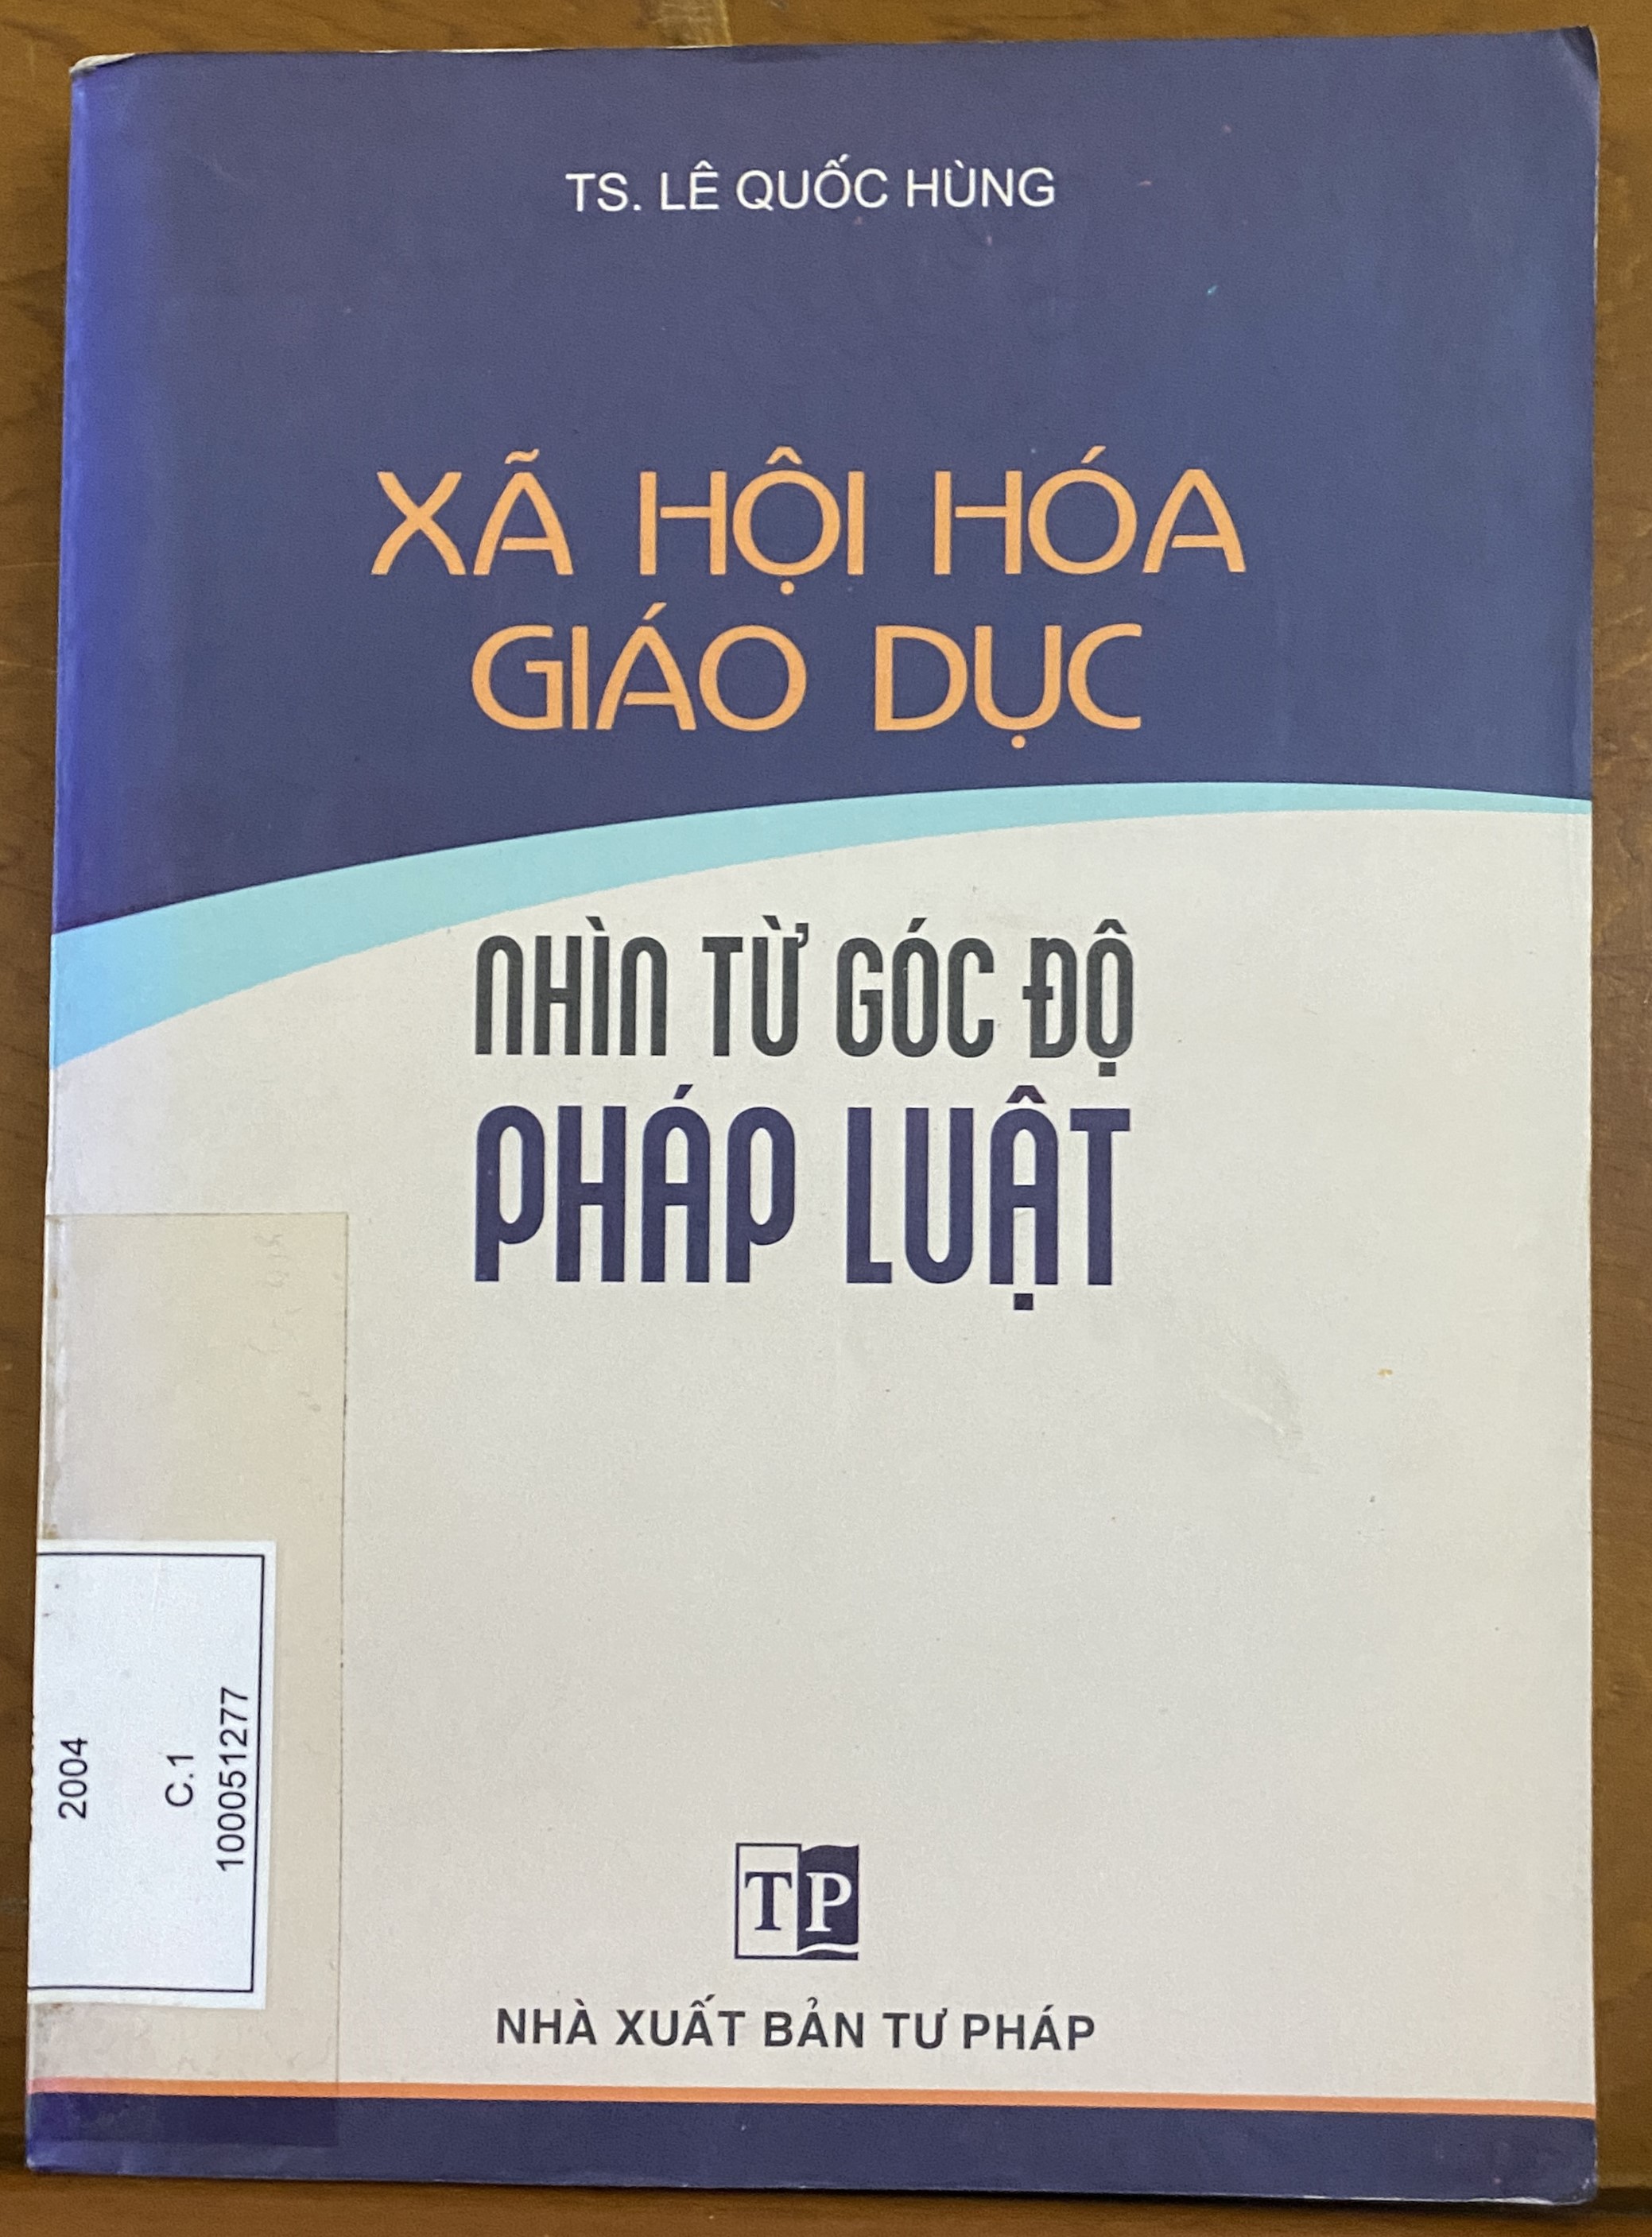 TS. LÊ QUỐC HÙNG
XÃ HỘI HÓA
GIÁO DỤC
NHÌN TỪ GÓC ĐỘ
PHÁP LUẬT
2004
C.1
100051277
TP
NHÀ XUẤT BẢN TƯ PHÁP